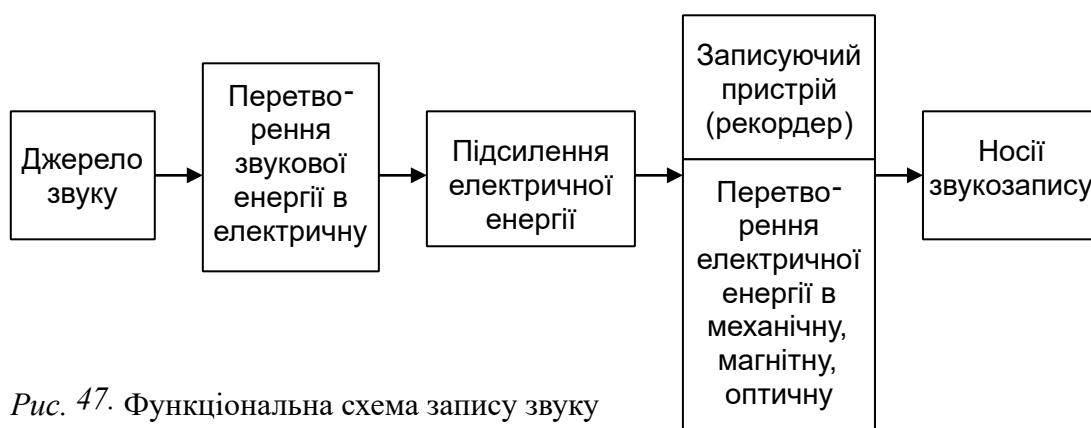 Джерело
звуку
Перетво-
рення
звукової
енергії в
електричну
Підсилення
електричної
енергії
Записуючий
пристрій
(рекордер)
Перетво-
рення
електричної
енергії в
механічну,
магнітну,
оптичну
Носії
звукозапису
Рис. 47. Функціональна схема запису звуку